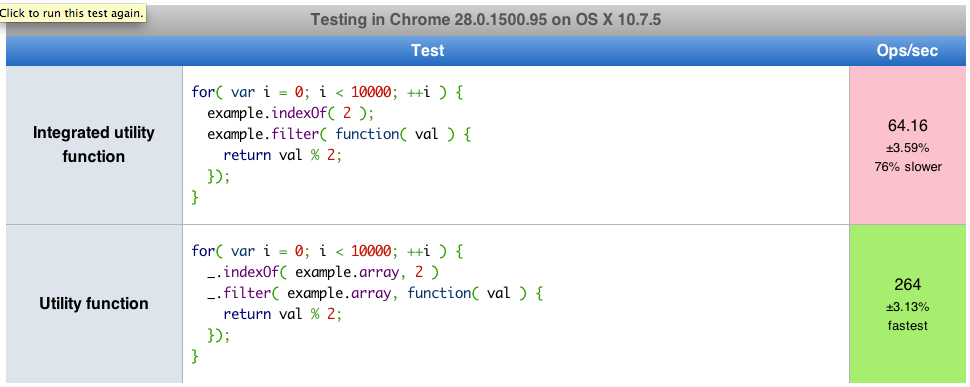 Click to run this test again.
Testing in Chrome 28.0.1500.95 on OS X 10.7.5
Test Ops/sec
Integrated utility
function
for( var i = 0; i < 10000; ++i ) {
  example.indexOf( 2 );
  example.filter( function( val ) {
    return val % 2;
  });
}
64.16
±3.59%
76% slower
Utility function
for( var i = 0; i < 10000; ++i ) {
  _.indexOf( example.array, 2 )
  _.filter( example.array, function( val ) {
    return val % 2;
  });
}
264
±3.13%
fastest